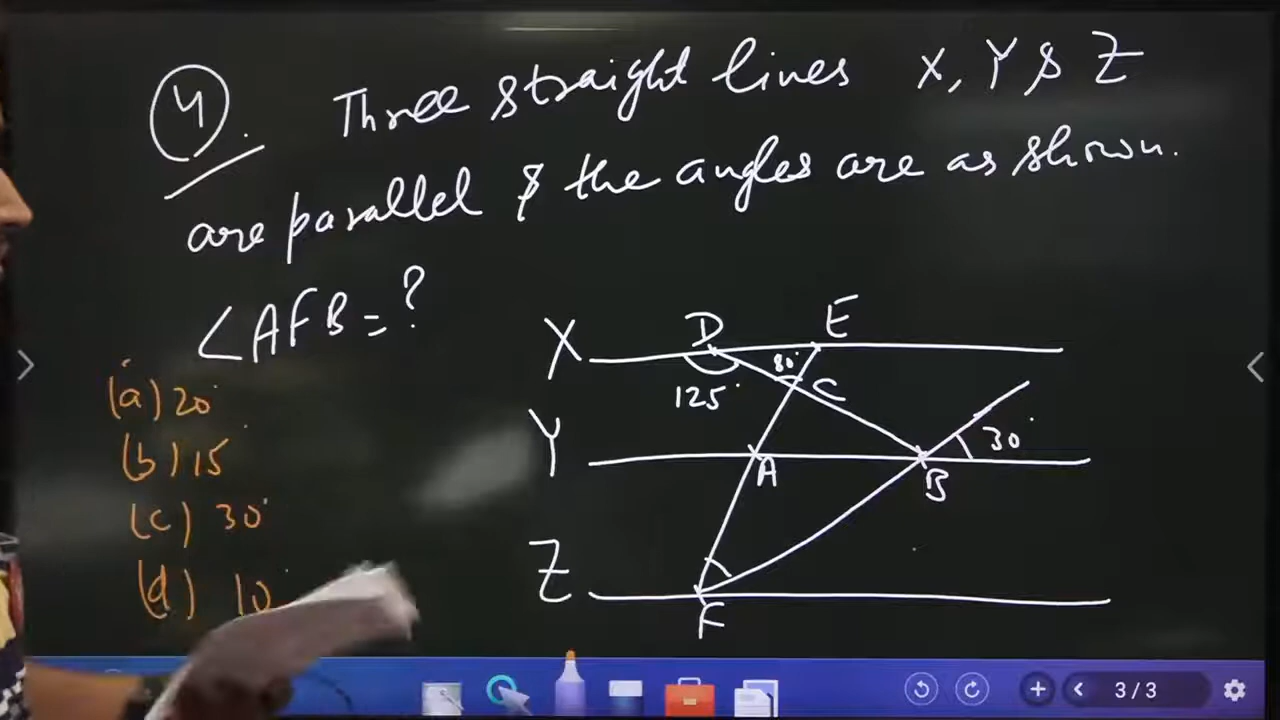 4. Three straight lines X, Y & Z
are parallel & the angles are as shown.
∠AFB = ?
(a) 20°
(b) 15°
(c) 30°
(d) 10°
X D E
80°
125° C
Y 30°
A B
Z
F
3/3